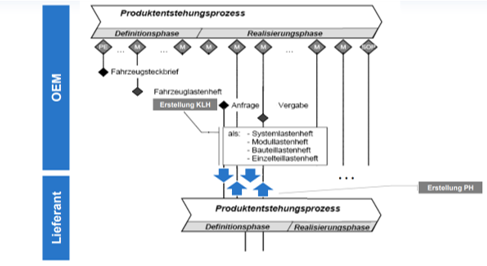 Produktentstehungsprozess
Definitionsphase
Realisierungsphase
PE
...
M
...
M
M
M
M
...
M
M
SOP
Fahrzeugsteckbrief
Fahrzeuglastenheft
Erstellung KLH
Anfrage
Vergabe
als: - Systemlastenheft
- Modullastenheft
- Bauteillastenheft
- Einzelteillastenheft
OEM
...
Erstellung PH
Lieferant
Produktentstehungsprozess
Definitionsphase
Realisierungsphase